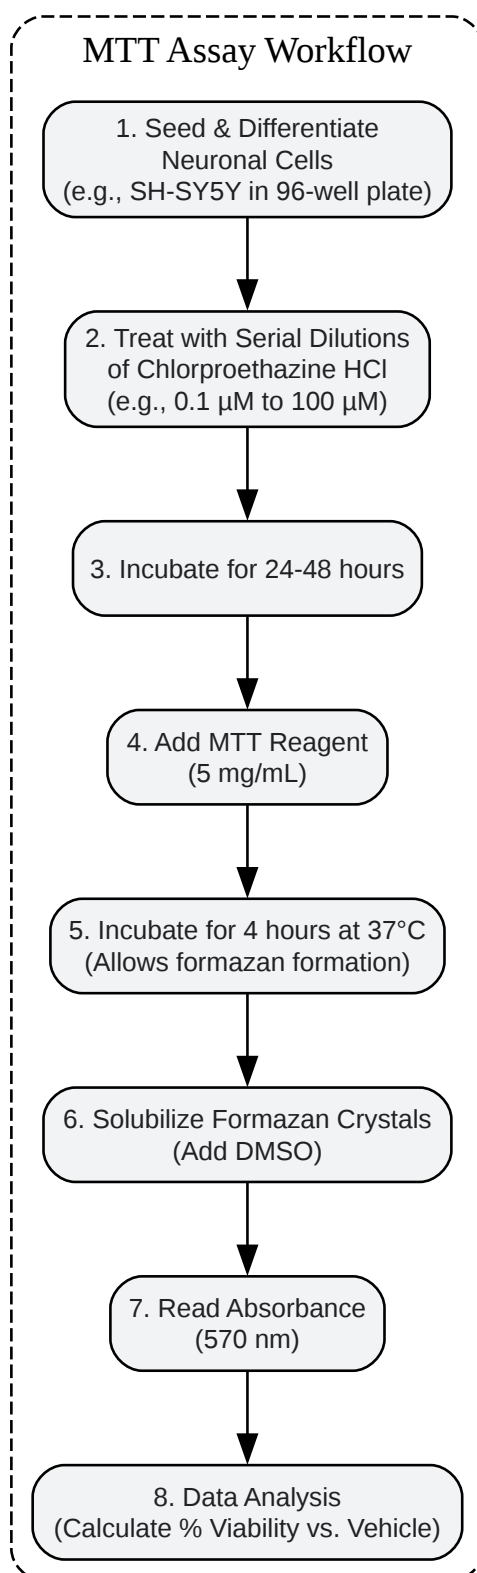 MTT Assay Workflow
1. Seed & Differentiate
Neuronal Cells
(e.g., SH-SY5Y in 96-well plate)
2. Treat with Serial Dilutions
of Chlorproethazine HCl
(e.g., 0.1 µM to 100 µM)
3. Incubate for 24-48 hours
4. Add MTT Reagent
(5 mg/mL)
5. Incubate for 4 hours at 37°C
(Allows formazan formation)
6. Solubilize Formazan Crystals
(Add DMSO)
7. Read Absorbance
(570 nm)
8. Data Analysis
(Calculate % Viability vs. Vehicle)